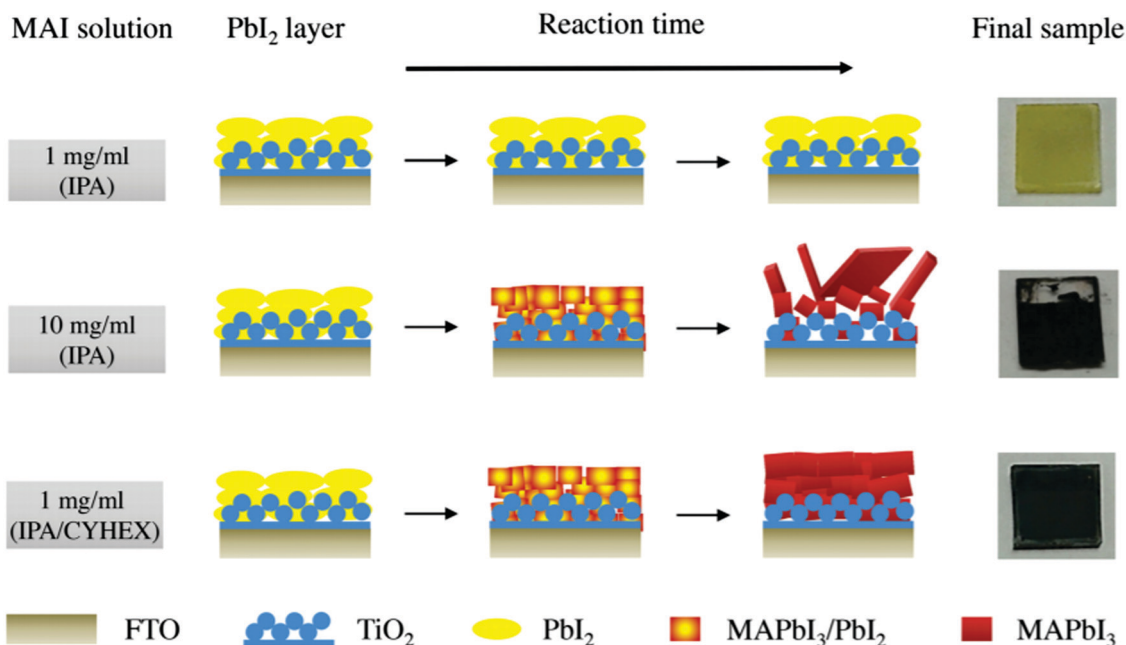 MAI solution
PbI₂ layer
Reaction time
Final sample
1 mg/ml
(IPA)
10 mg/ml
(IPA)
1 mg/ml
(IPA/CYHEX)
FTO
TiO₂
PbI₂
MAPbI₃/PbI₂
MAPbI₃